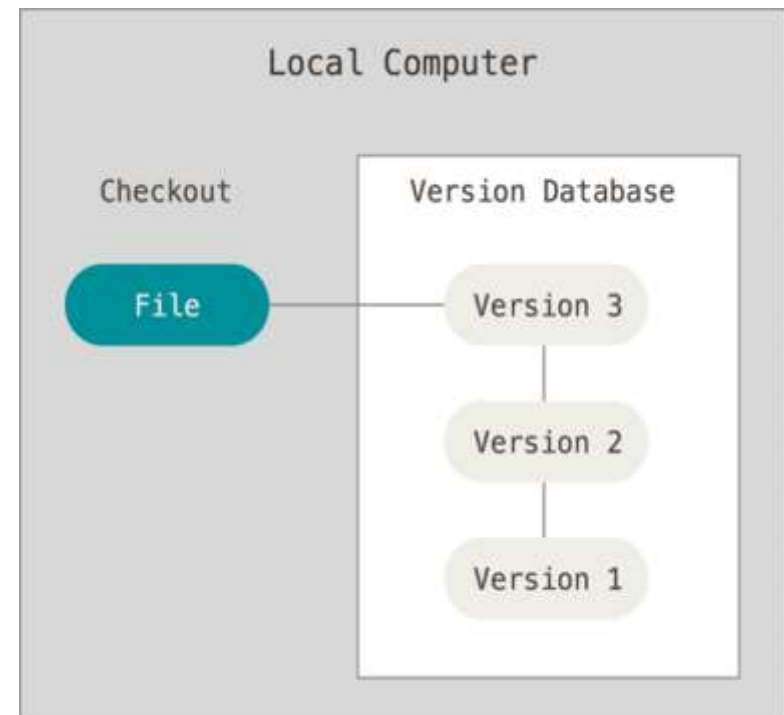 Local Computer
Checkout
Version Database
File
Version 3
Version 2
Version 1